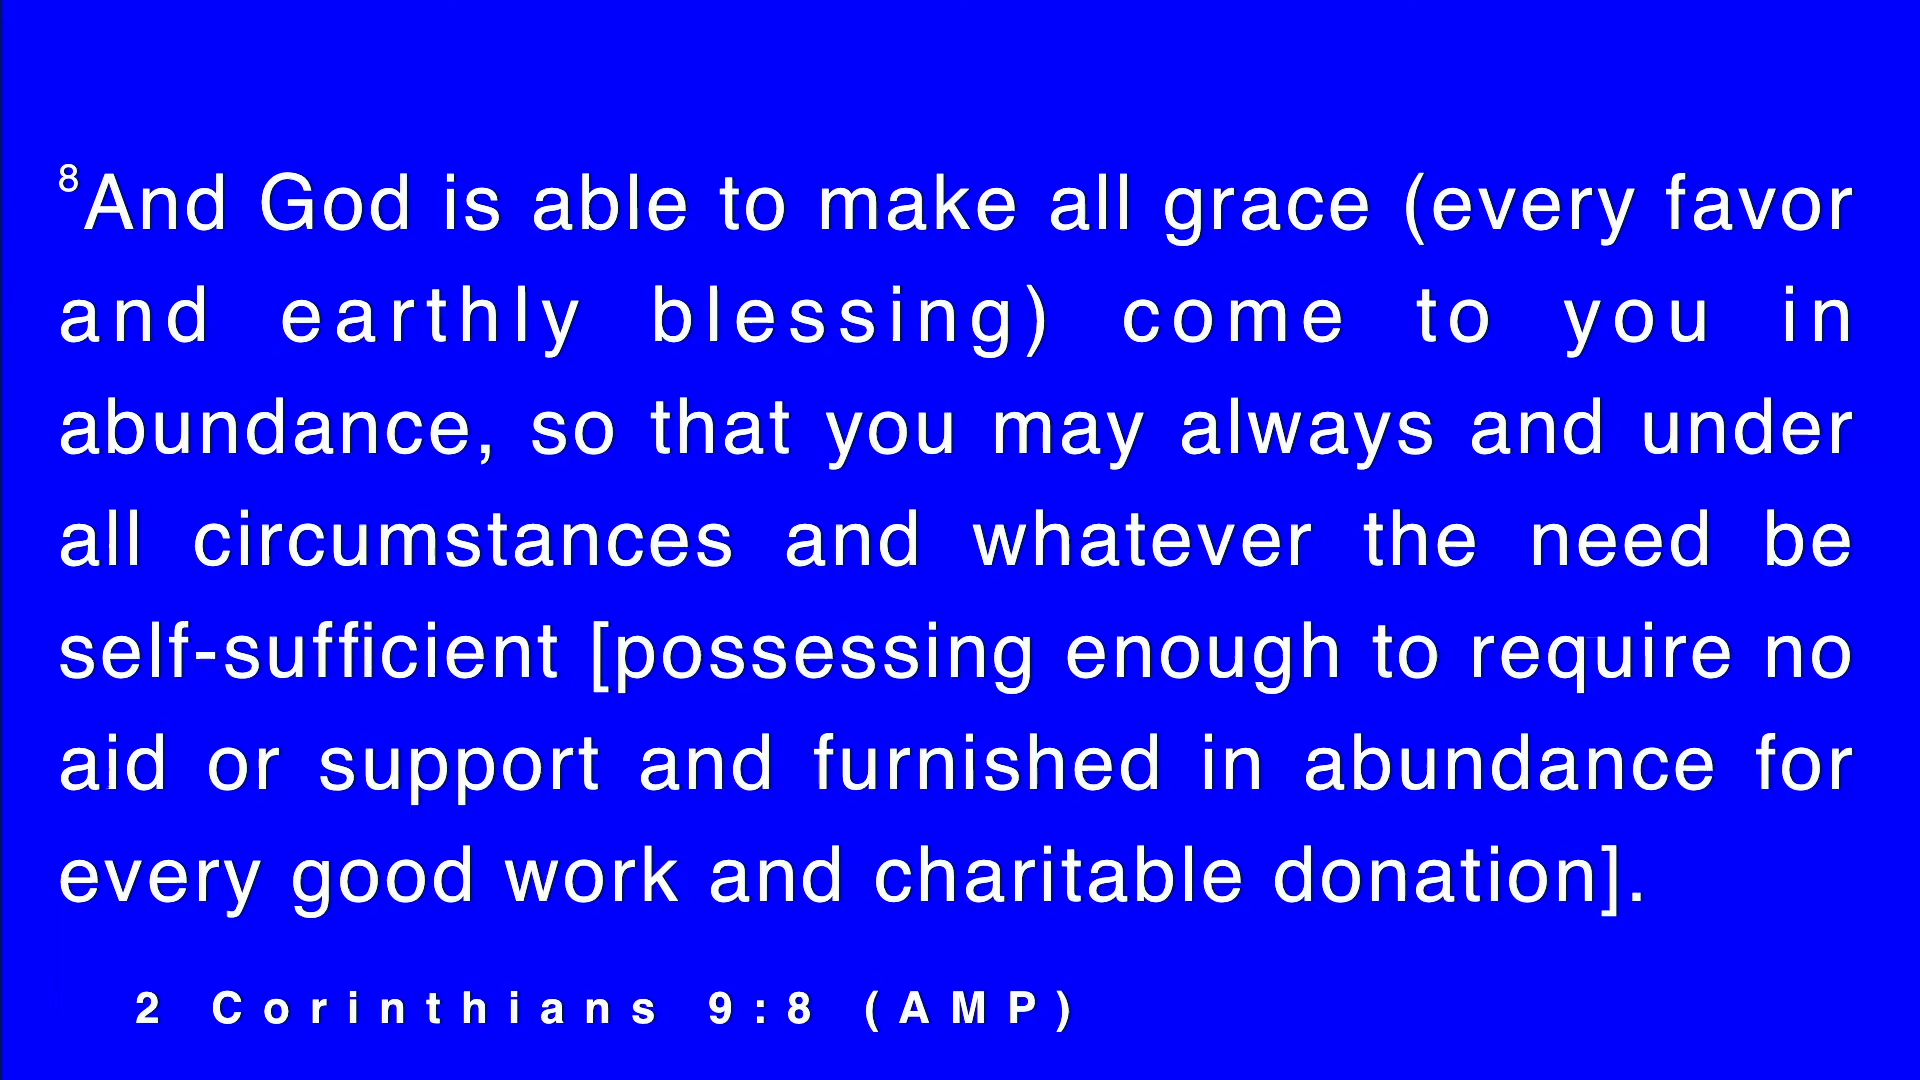 ⁸And God is able to make all grace (every favor
and earthly blessing) come to you in
abundance, so that you may always and under
all circumstances and whatever the need be
self-sufficient [possessing enough to require no
aid or support and furnished in abundance for
every good work and charitable donation].
2 Corinthians 9:8 (AMP)